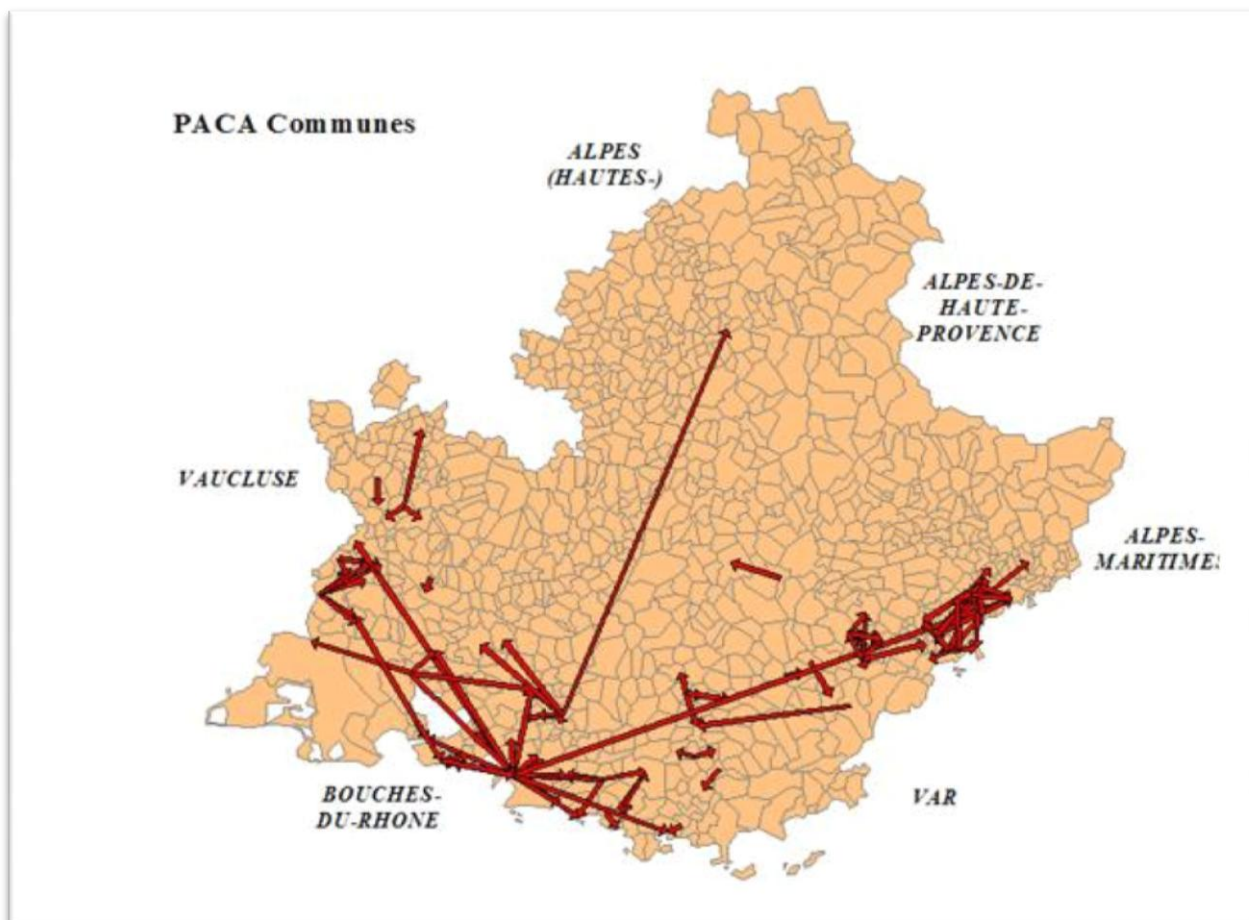 PACA Communes
ALPES
(HAUTES-)
ALPES-DE-
HAUTE-
PROVENCE
VAUCLUSE
ALPES-
MARITIMES
BOUCHES-
DU-RHONE
VAR